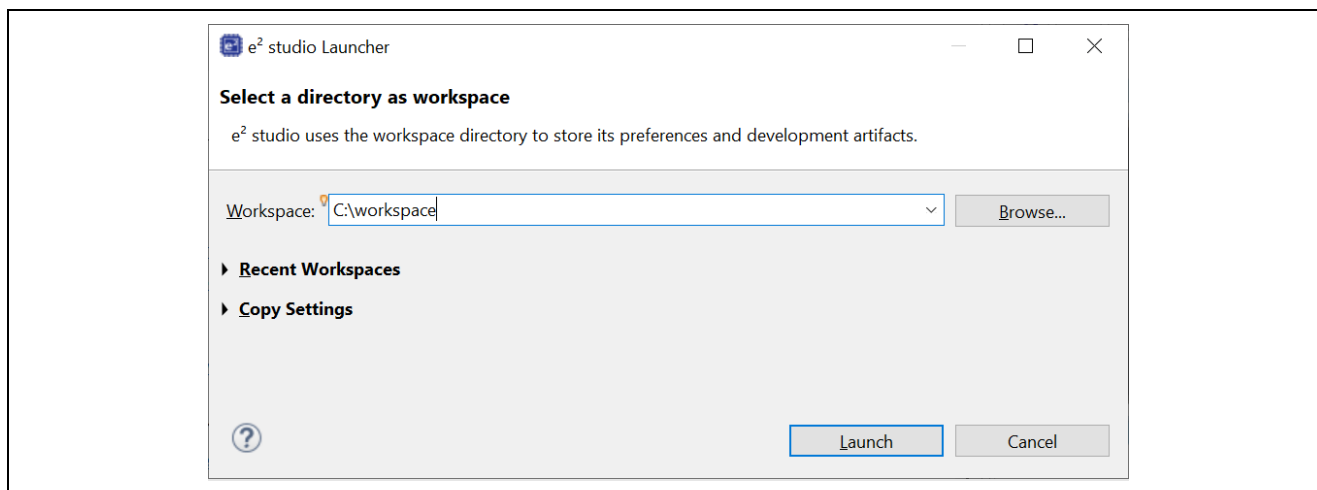 e² studio Launcher
Select a directory as workspace
e² studio uses the workspace directory to store its preferences and development artifacts.
Workspace: C:\workspace Browse...
Recent Workspaces
Copy Settings
Launch Cancel